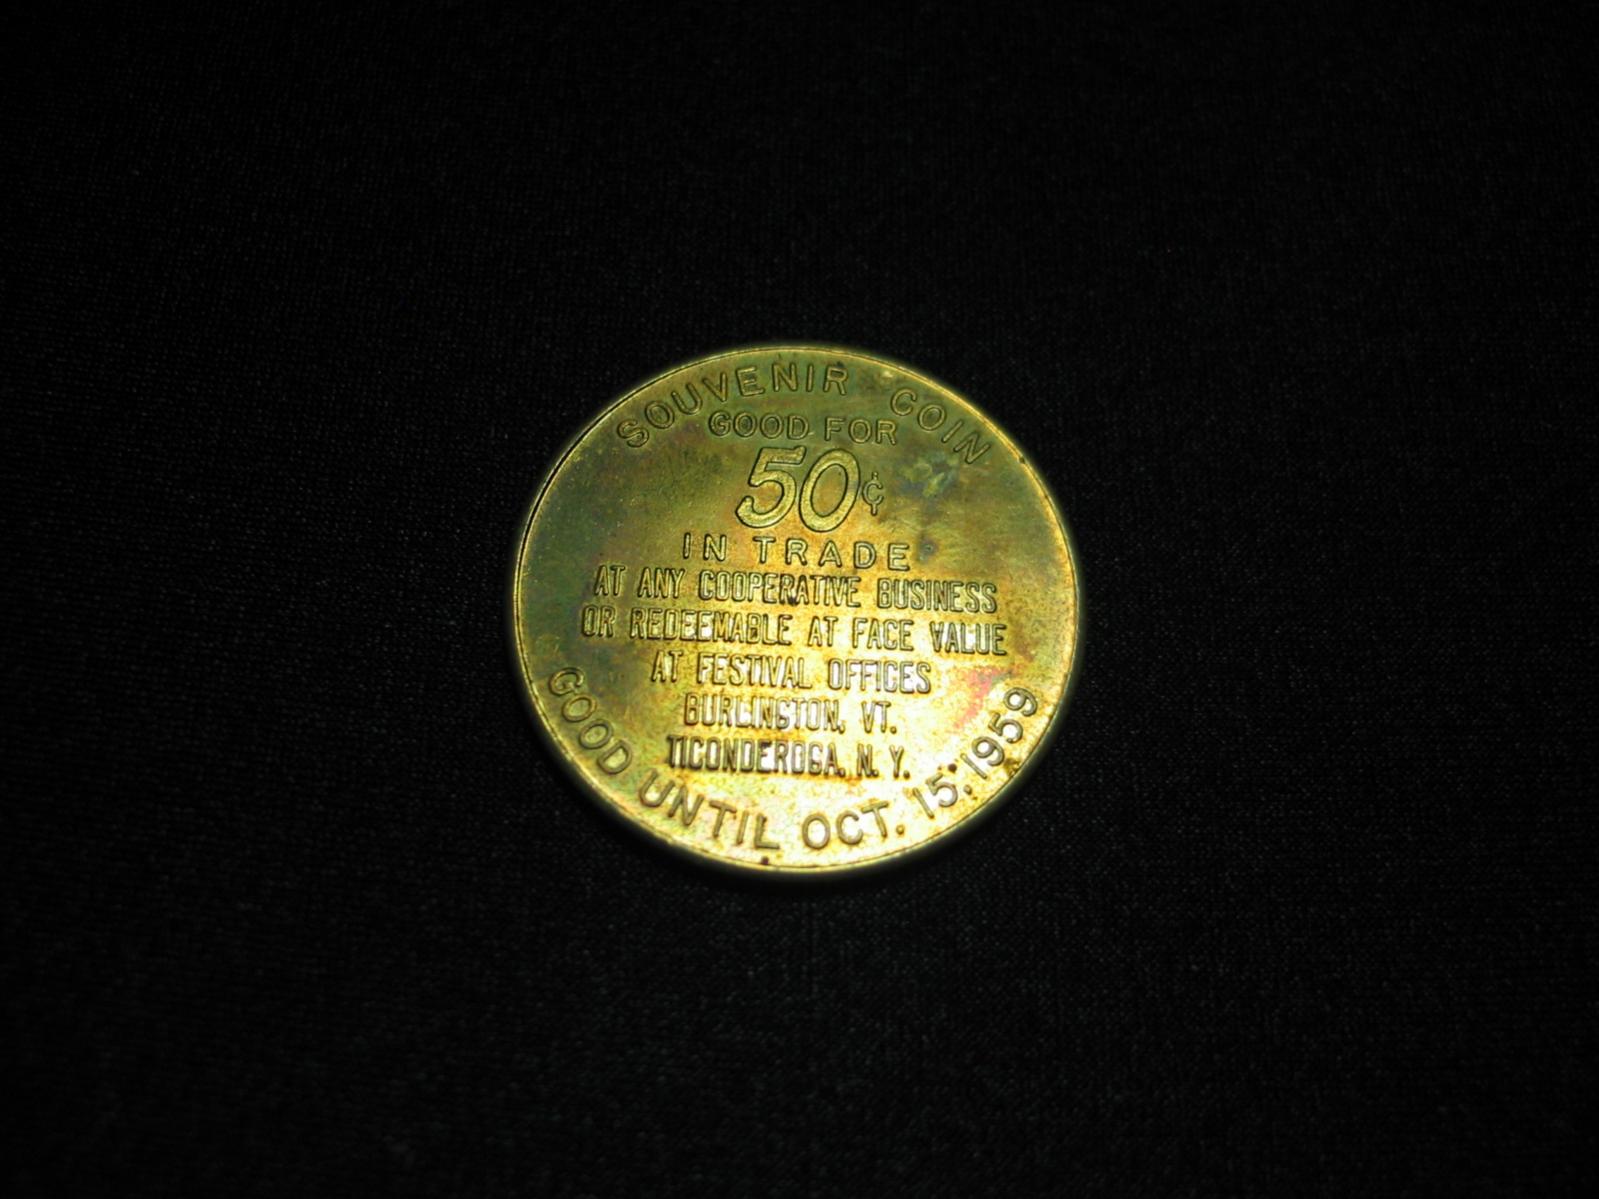 SOUVENIR COIN
GOOD FOR
50¢
IN TRADE
AT ANY COOPERATIVE BUSINESS
OR REDEEMABLE AT FACE VALUE
AT FESTIVAL OFFICES
BURLINGTON, VT.
TICONDEROGA, N. Y.
GOOD UNTIL OCT. 15, 1959